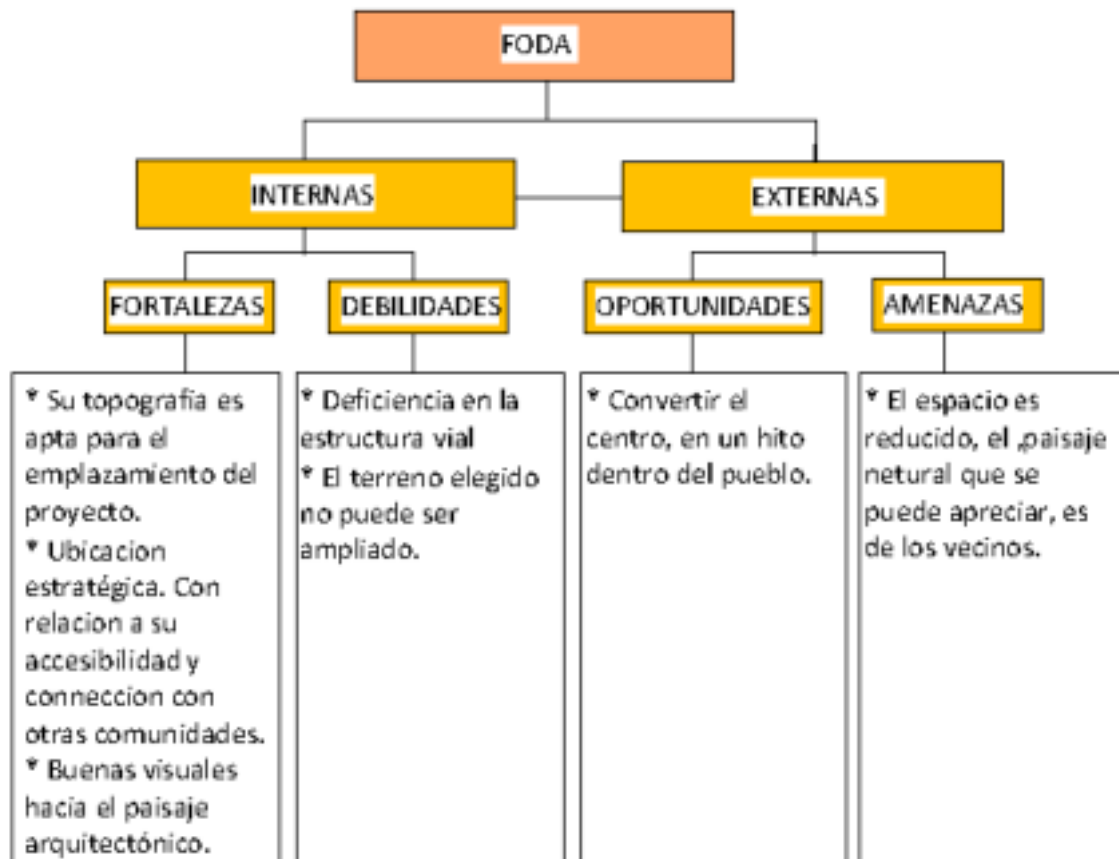 FODA
INTERNAS
EXTERNAS
FORTALEZAS
DEBILIDADES
OPORTUNIDADES
AMENAZAS
* Su topografia es
apta para el
emplazamiento del
proyecto.
* Ubicacion
estratégica. Con
relacion a su
accesibilidad y
conneccion con
otras comunidades.
* Buenas visuales
hacia el paisaje
arquitectónico.
* Deficiencia en la
estructura vial
* El terreno elegido
no puede ser
ampliado.
* Convertir el
centro, en un hito
dentro del pueblo.
* El espacio es
reducido, el ,paisaje
netural que se
puede apreciar, es
de los vecinos.